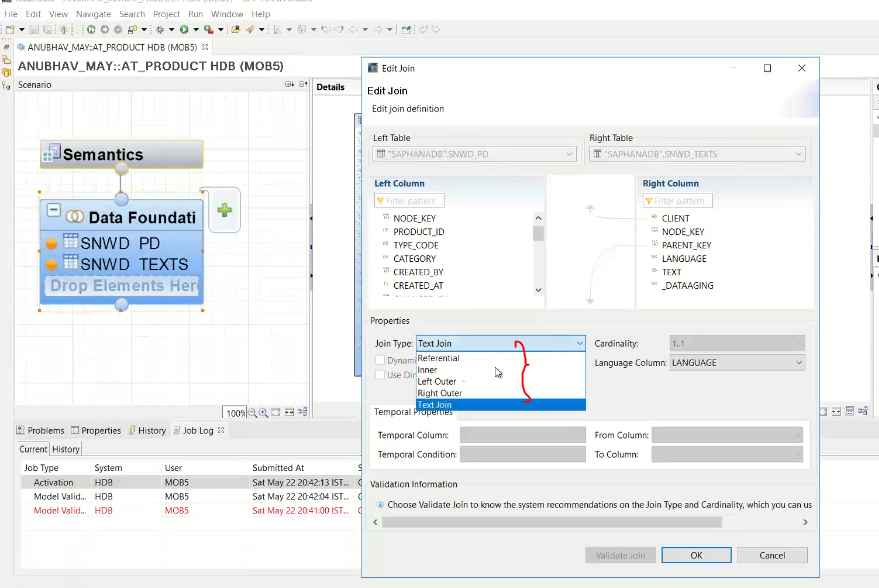 File Edit View Navigate Search Project Run Window Help
ANUBHAV_MAY::AT_PRODUCT HDB (MOB5)
ANUBHAV_MAY::AT_PRODUCT HDB (MOB5)
Scenario
Details
Semantics
Data Foundati
SNWD_PD
SNWD_TEXTS
Drop Elements Here
100%
Edit Join
Edit Join
Edit join definition
Left Table
Right Table
"SAPHANADB".SNWD_PD
"SAPHANADB".SNWD_TEXTS
Left Column
Right Column
Filter pattern
Filter pattern
NODE_KEY
PRODUCT_ID
TYPE_CODE
CATEGORY
CREATED_BY
CREATED_AT
CLIENT
NODE_KEY
PARENT_KEY
LANGUAGE
TEXT
_DATAAGING
Properties
Join Type: Text Join
Cardinality: 1..1
Dynami
Language Column: LANGUAGE
Use Di
Referential
Inner
Left Outer
Right Outer
Text Join
Temporal Properties
Temporal Column:
From Column:
Temporal Condition:
To Column:
Validation Information
Choose Validate Join to know the system recommendations on the Join Type and Cardinality, which you can us
Validate Join OK Cancel
Problems Properties History Job Log
Current History
Job Type System User Submitted At
Activation HDB MOB5 Sat May 22 20:42:13 IST...
Model Valid... HDB MOB5 Sat May 22 20:42:04 IST...
Model Valid... HDB MOB5 Sat May 22 20:41:00 IST...